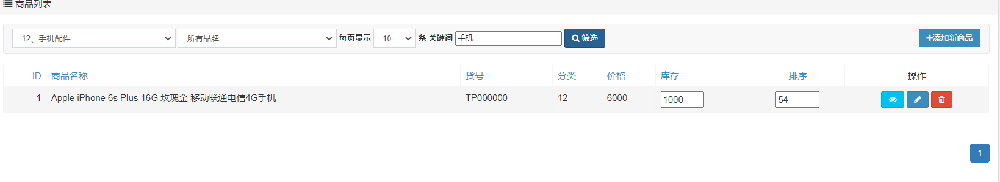 商品列表
12、手机配件 所有品牌 每页显示 10 条 关键词 手机 筛选 添加新商品
ID 商品名称 货号 分类 价格 库存 排序 操作
1 Apple iPhone 6s Plus 16G 玫瑰金 移动联通电信4G手机 TP000000 12 6000 1000 54
1